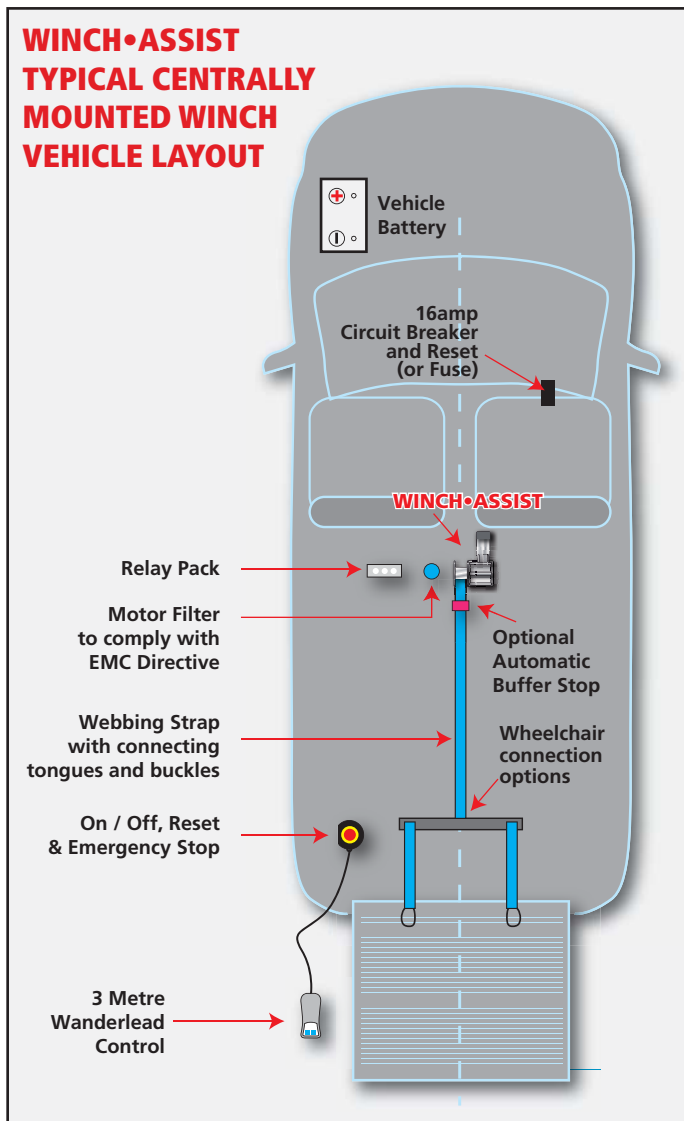 WINCH•ASSIST
TYPICAL CENTRALLY
MOUNTED WINCH
VEHICLE LAYOUT
Vehicle
Battery
16amp
Circuit Breaker
and Reset
(or Fuse)
WINCH•ASSIST
Relay Pack
Motor Filter
to comply with
EMC Directive
Optional
Automatic
Buffer Stop
Webbing Strap
with connecting
tongues and buckles
Wheelchair
connection
options
On / Off, Reset
& Emergency Stop
3 Metre
Wanderlead
Control